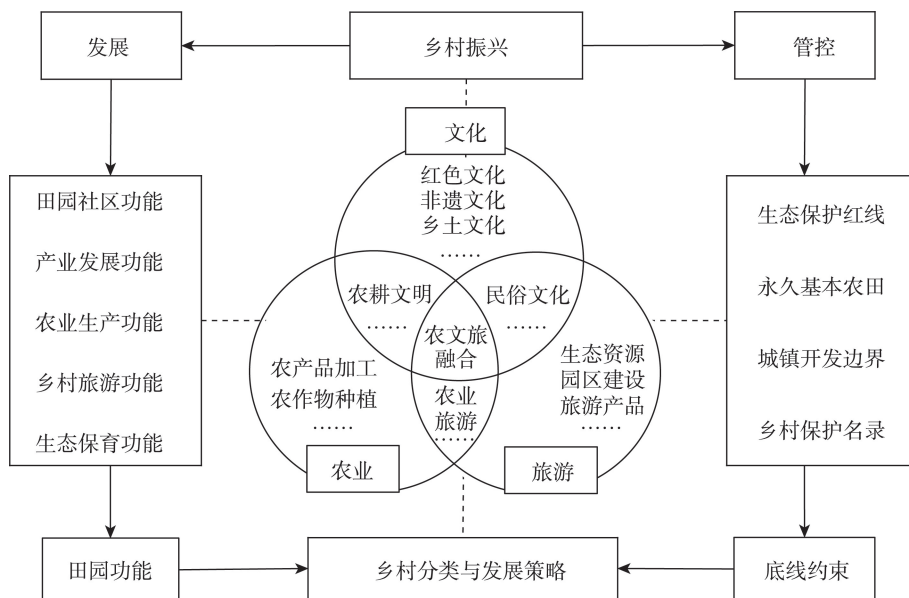 发展
乡村振兴
管控
文化
红色文化
非遗文化
乡土文化
……
田园社区功能
产业发展功能
农业生产功能
乡村旅游功能
生态保育功能
农耕文明
……
民俗文化
……
农文旅
融合
农产品加工
农作物种植
……
农业
旅游
……
生态资源
园区建设
旅游产品
……
农业
旅游
生态保护红线
永久基本农田
城镇开发边界
乡村保护名录
田园功能
乡村分类与发展策略
底线约束